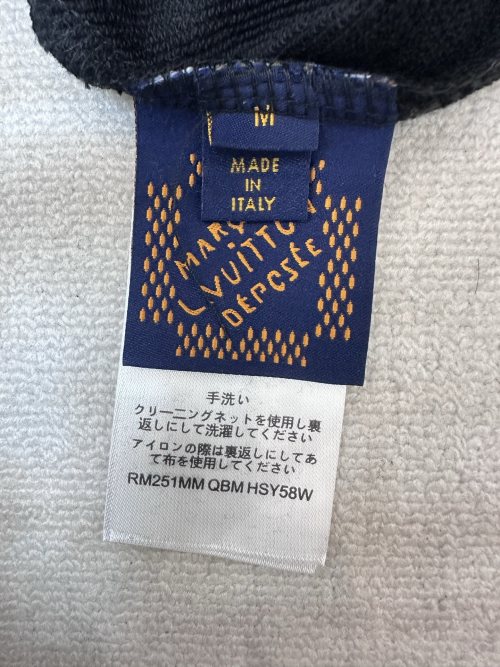 M
MADE
IN
ITALY
MARQ
L.VUITTON
DÉPOSÉE
手洗い
クリーニングネットを使用し裏
返しにして洗濯してください
アイロンの際は裏返しにしてあ
て布を使用してください
RM251MM QBM HSY58W